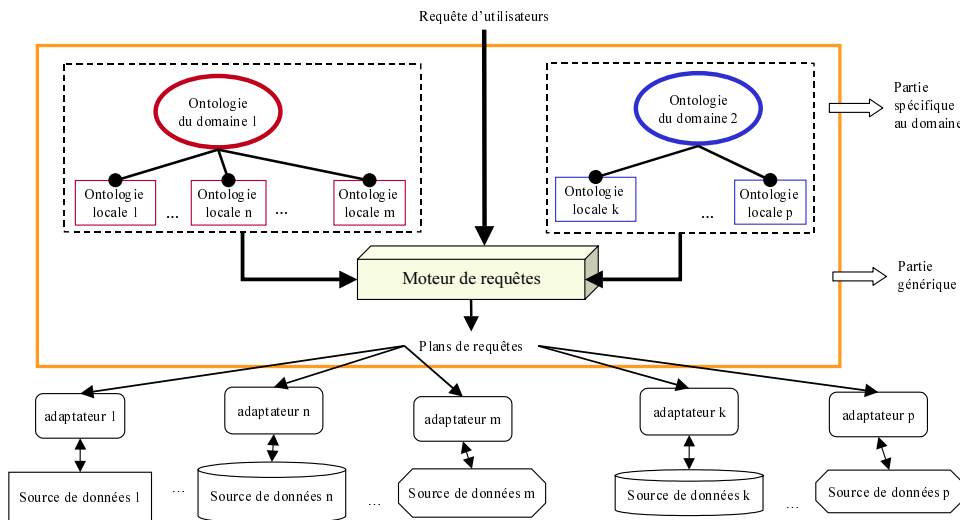 Requête d'utilisateurs
Ontologie
du domaine 1
Ontologie
du domaine 2
Partie
spécifique
au domaine
Ontologie
locale 1
...
Ontologie
locale n
...
Ontologie
locale m
Ontologie
locale k
...
Ontologie
locale p
Moteur de requêtes
Partie
générique
Plans de requêtes
adaptateur 1
adaptateur n
adaptateur m
adaptateur k
adaptateur p
Source de données 1
...
Source de données n
...
Source de données m
Source de données k
...
Source de données p